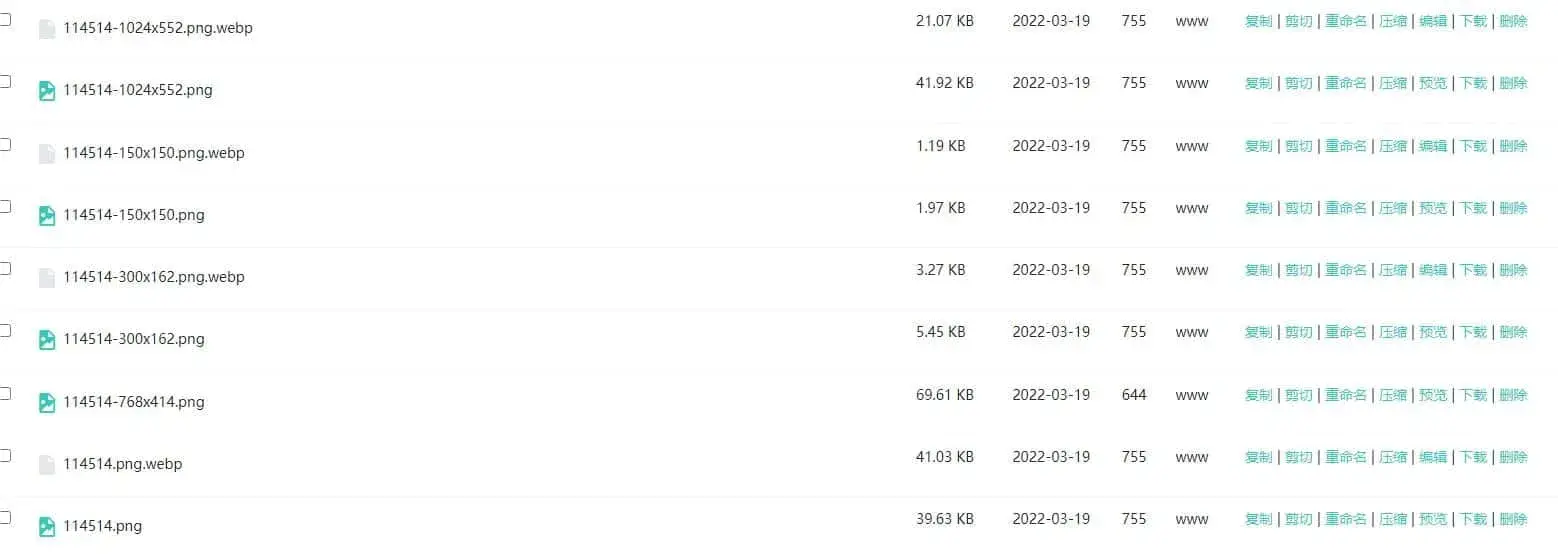 114514-1024x552.png.webp 21.07 KB 2022-03-19 755 www 复制 | 剪切 | 重命名 | 压缩 | 编辑 | 下载 | 删除
114514-1024x552.png 41.92 KB 2022-03-19 755 www 复制 | 剪切 | 重命名 | 压缩 | 预览 | 下载 | 删除
114514-150x150.png.webp 1.19 KB 2022-03-19 755 www 复制 | 剪切 | 重命名 | 压缩 | 编辑 | 下载 | 删除
114514-150x150.png 1.97 KB 2022-03-19 755 www 复制 | 剪切 | 重命名 | 压缩 | 预览 | 下载 | 删除
114514-300x162.png.webp 3.27 KB 2022-03-19 755 www 复制 | 剪切 | 重命名 | 压缩 | 编辑 | 下载 | 删除
114514-300x162.png 5.45 KB 2022-03-19 755 www 复制 | 剪切 | 重命名 | 压缩 | 预览 | 下载 | 删除
114514-768x414.png 69.61 KB 2022-03-19 644 www 复制 | 剪切 | 重命名 | 压缩 | 预览 | 下载 | 删除
114514.png.webp 41.03 KB 2022-03-19 755 www 复制 | 剪切 | 重命名 | 压缩 | 编辑 | 下载 | 删除
114514.png 39.63 KB 2022-03-19 755 www 复制 | 剪切 | 重命名 | 压缩 | 预览 | 下载 | 删除